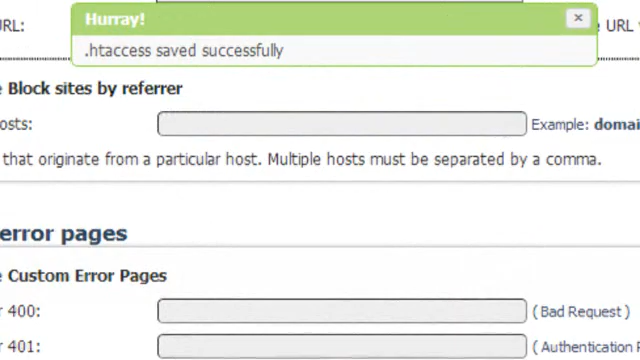 Hurray!
URL:
e URL
.htaccess saved successfully
Block sites by referrer
osts:
Example: domai
that originate from a particular host. Multiple hosts must be separated by a comma.
error pages
Custom Error Pages
r 400:
( Bad Request )
r 401:
( Authentication